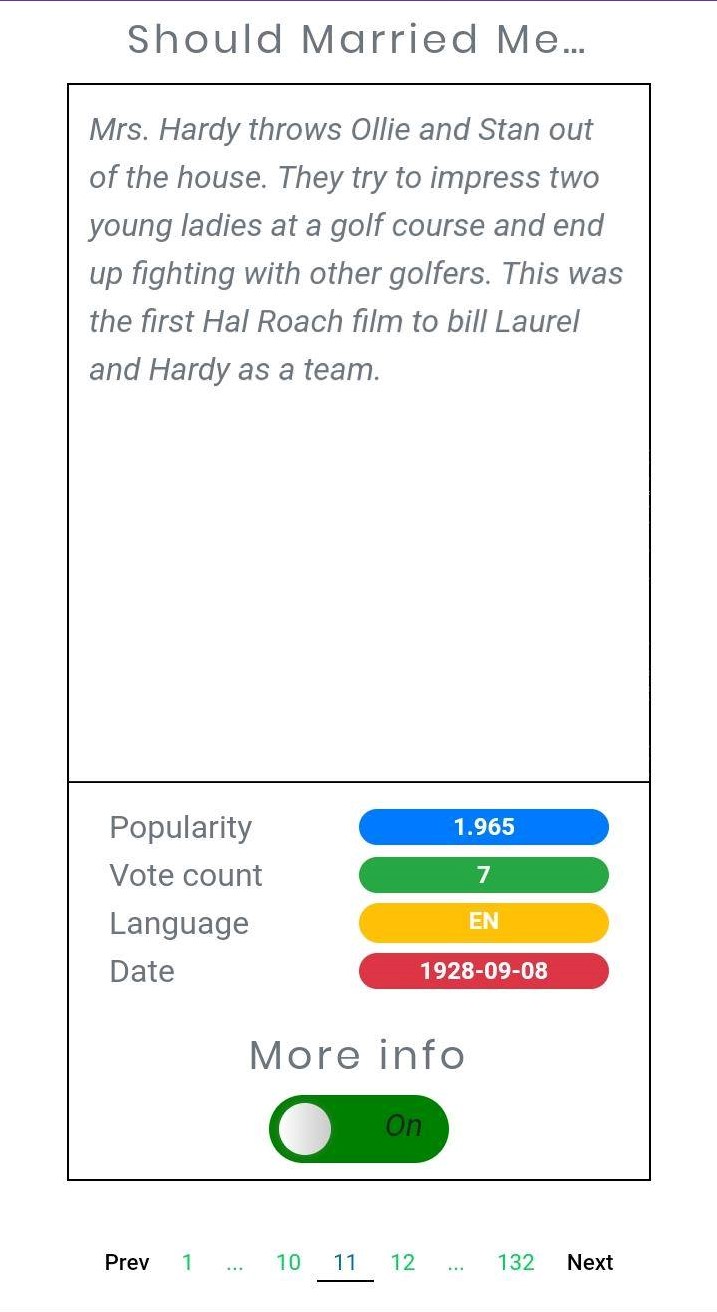 Should Married Me...
Mrs. Hardy throws Ollie and Stan out
of the house. They try to impress two
young ladies at a golf course and end
up fighting with other golfers. This was
the first Hal Roach film to bill Laurel
and Hardy as a team.
Popularity 1.965
Vote count 7
Language EN
Date 1928-09-08
More info
On
Prev 1 ... 10 11 12 ... 132 Next